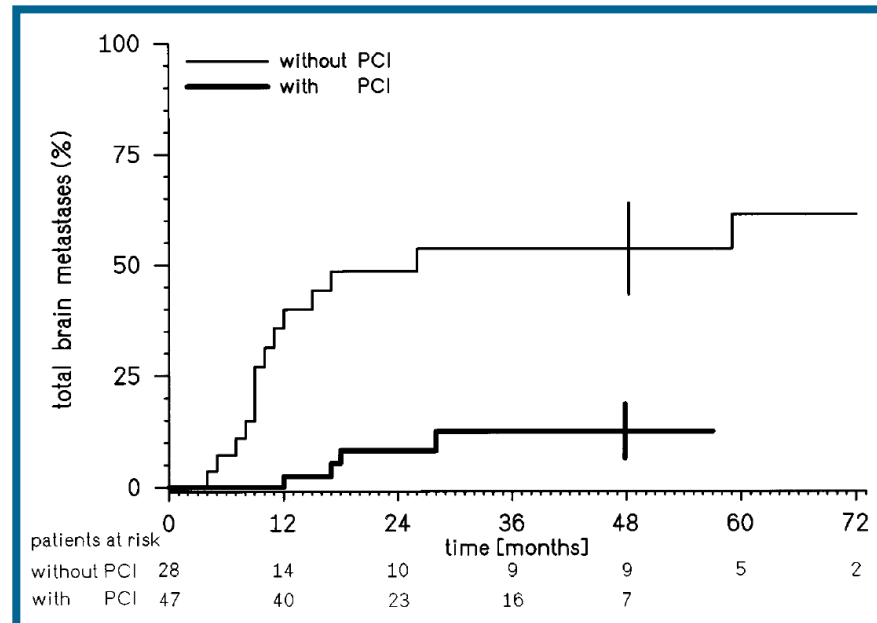 100
75
50
25
0
total brain metastases (%)
without PCI
with PCI
0 12 24 36 48 60 72
time [months]
patients at risk
without PCI 28 14 10 9 9 5 2
with PCI 47 40 23 16 7